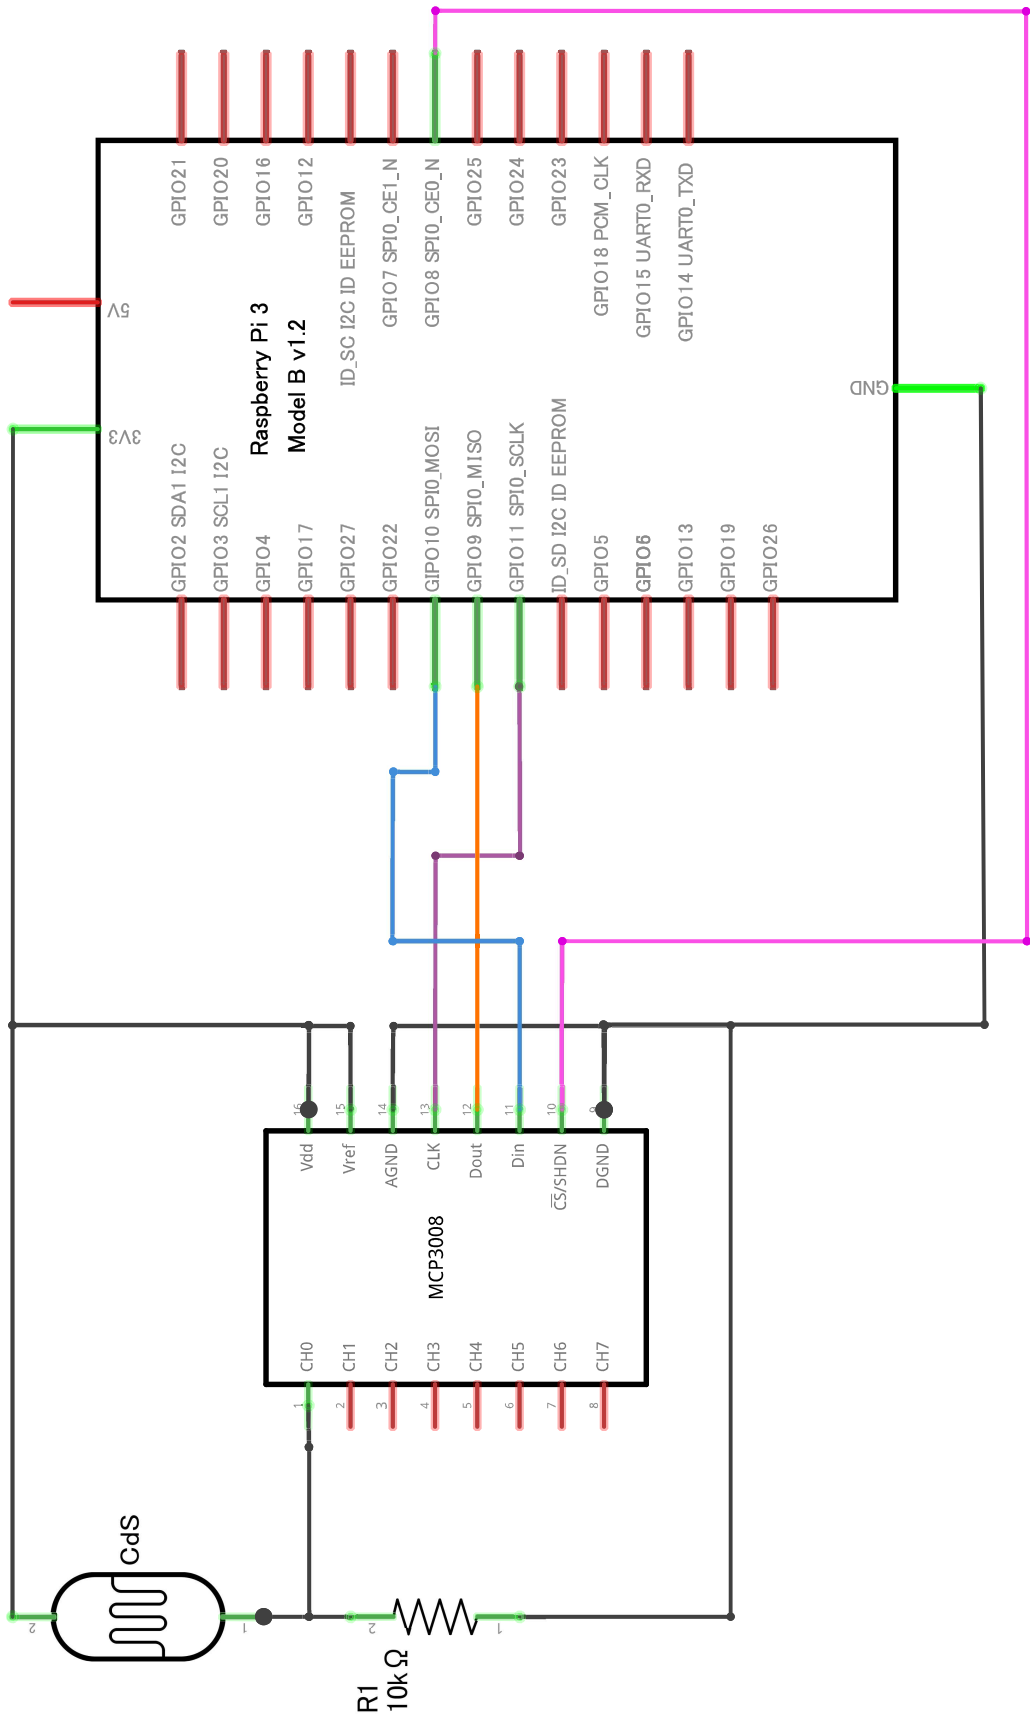 GPIO21
GPIO20
GPIO16
GPIO12
ID_SC I2C ID EEPROM
GPIO7 SPI0_CE1_N
GPIO8 SPI0_CE0_N
GPIO25
GPIO24
GPIO23
GPIO18 PCM_CLK
GPIO15 UART0_RXD
GPIO14 UART0_TXD
5V
3V3
GND
Raspberry Pi 3
Model B v1.2
GPIO2 SDA1 I2C
GPIO3 SCL1 I2C
GPIO4
GPIO17
GPIO27
GPIO22
GIPO10 SPI0_MOSI
GPIO9 SPI0_MISO
GPIO11 SPI0_SCLK
ID_SD I2C ID EEPROM
GPIO5
GPIO6
GPIO13
GPIO19
GPIO26
16
15
14
13
12
11
10
9
Vdd
Vref
AGND
CLK
Dout
Din
CS/SHDN
DGND
MCP3008
CH0
CH1
CH2
CH3
CH4
CH5
CH6
CH7
1
2
3
4
5
6
7
8
CdS
2
1
2
1
R1
10kΩ